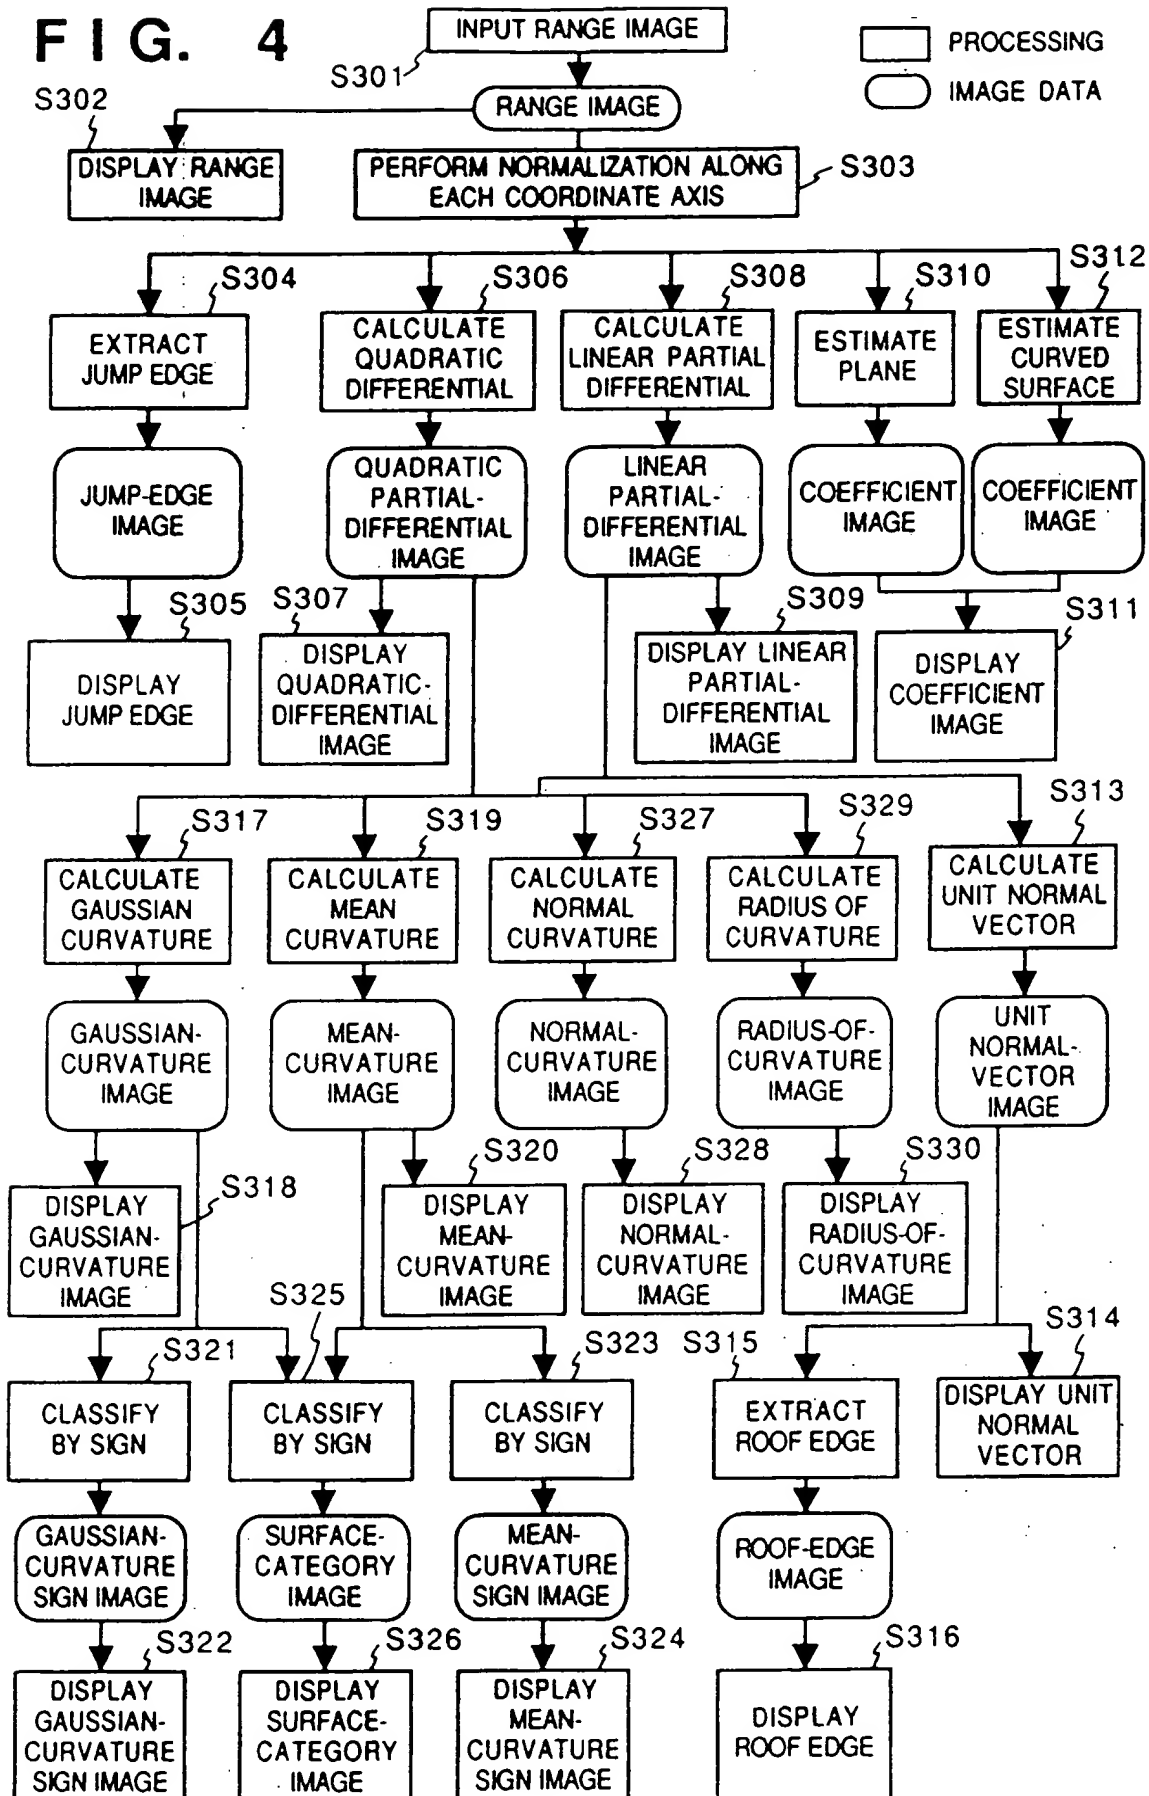 FIG. 4
INPUT RANGE IMAGE
PROCESSING
IMAGE DATA
S301
RANGE IMAGE
S302
DISPLAY RANGE
IMAGE
PERFORM NORMALIZATION ALONG
EACH COORDINATE AXIS
S303
S304
S306
S308
S310
S312
EXTRACT
JUMP EDGE
CALCULATE
QUADRATIC
DIFFERENTIAL
CALCULATE
LINEAR PARTIAL
DIFFERENTIAL
ESTIMATE
PLANE
ESTIMATE
CURVED
SURFACE
JUMP-EDGE
IMAGE
QUADRATIC
PARTIAL-
DIFFERENTIAL
IMAGE
LINEAR
PARTIAL-
DIFFERENTIAL
IMAGE
COEFFICIENT
IMAGE
COEFFICIENT
IMAGE
S305
S307
S309
S311
DISPLAY
JUMP EDGE
DISPLAY
QUADRATIC-
DIFFERENTIAL
IMAGE
DISPLAY LINEAR
PARTIAL-
DIFFERENTIAL
IMAGE
DISPLAY
COEFFICIENT
IMAGE
S317
S319
S327
S329
S313
CALCULATE
GAUSSIAN
CURVATURE
CALCULATE
MEAN
CURVATURE
CALCULATE
NORMAL
CURVATURE
CALCULATE
RADIUS OF
CURVATURE
CALCULATE
UNIT NORMAL
VECTOR
GAUSSIAN-
CURVATURE
IMAGE
MEAN-
CURVATURE
IMAGE
NORMAL-
CURVATURE
IMAGE
RADIUS-OF-
CURVATURE
IMAGE
UNIT
NORMAL-
VECTOR
IMAGE
S318
S320
S328
S330
DISPLAY
GAUSSIAN-
CURVATURE
IMAGE
DISPLAY
MEAN-
CURVATURE
IMAGE
DISPLAY
NORMAL-
CURVATURE
IMAGE
DISPLAY
RADIUS-OF-
CURVATURE
IMAGE
S321
S325
S323
S315
S314
CLASSIFY
BY SIGN
CLASSIFY
BY SIGN
CLASSIFY
BY SIGN
EXTRACT
ROOF EDGE
DISPLAY UNIT
NORMAL
VECTOR
GAUSSIAN-
CURVATURE
SIGN IMAGE
SURFACE-
CATEGORY
IMAGE
MEAN-
CURVATURE
SIGN IMAGE
ROOF-EDGE
IMAGE
S322
S326
S324
S316
DISPLAY
GAUSSIAN-
CURVATURE
SIGN IMAGE
DISPLAY
SURFACE-
CATEGORY
IMAGE
DISPLAY
MEAN-
CURVATURE
SIGN IMAGE
DISPLAY
ROOF EDGE